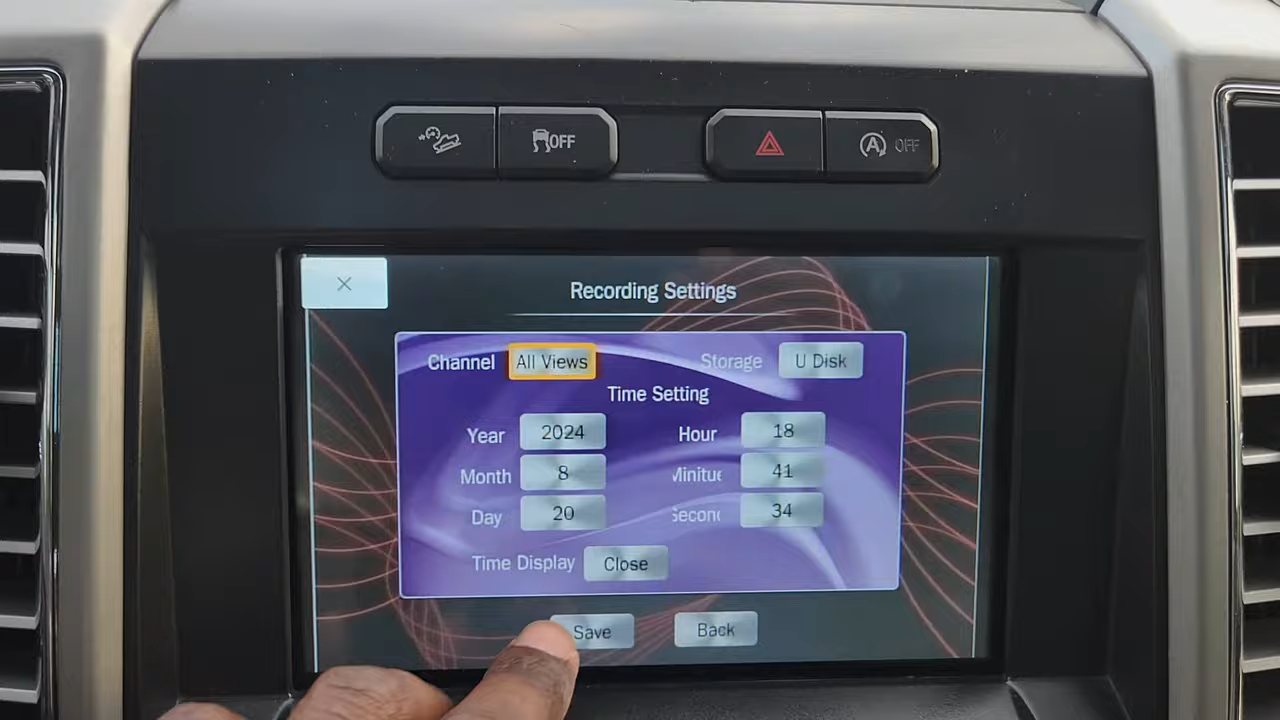 OFF
OFF
Recording Settings
Channel All Views Storage U Disk
Time Setting
Year 2024 Hour 18
Month 8 Minitue 41
Day 20 Second 34
Time Display Close
Save Back